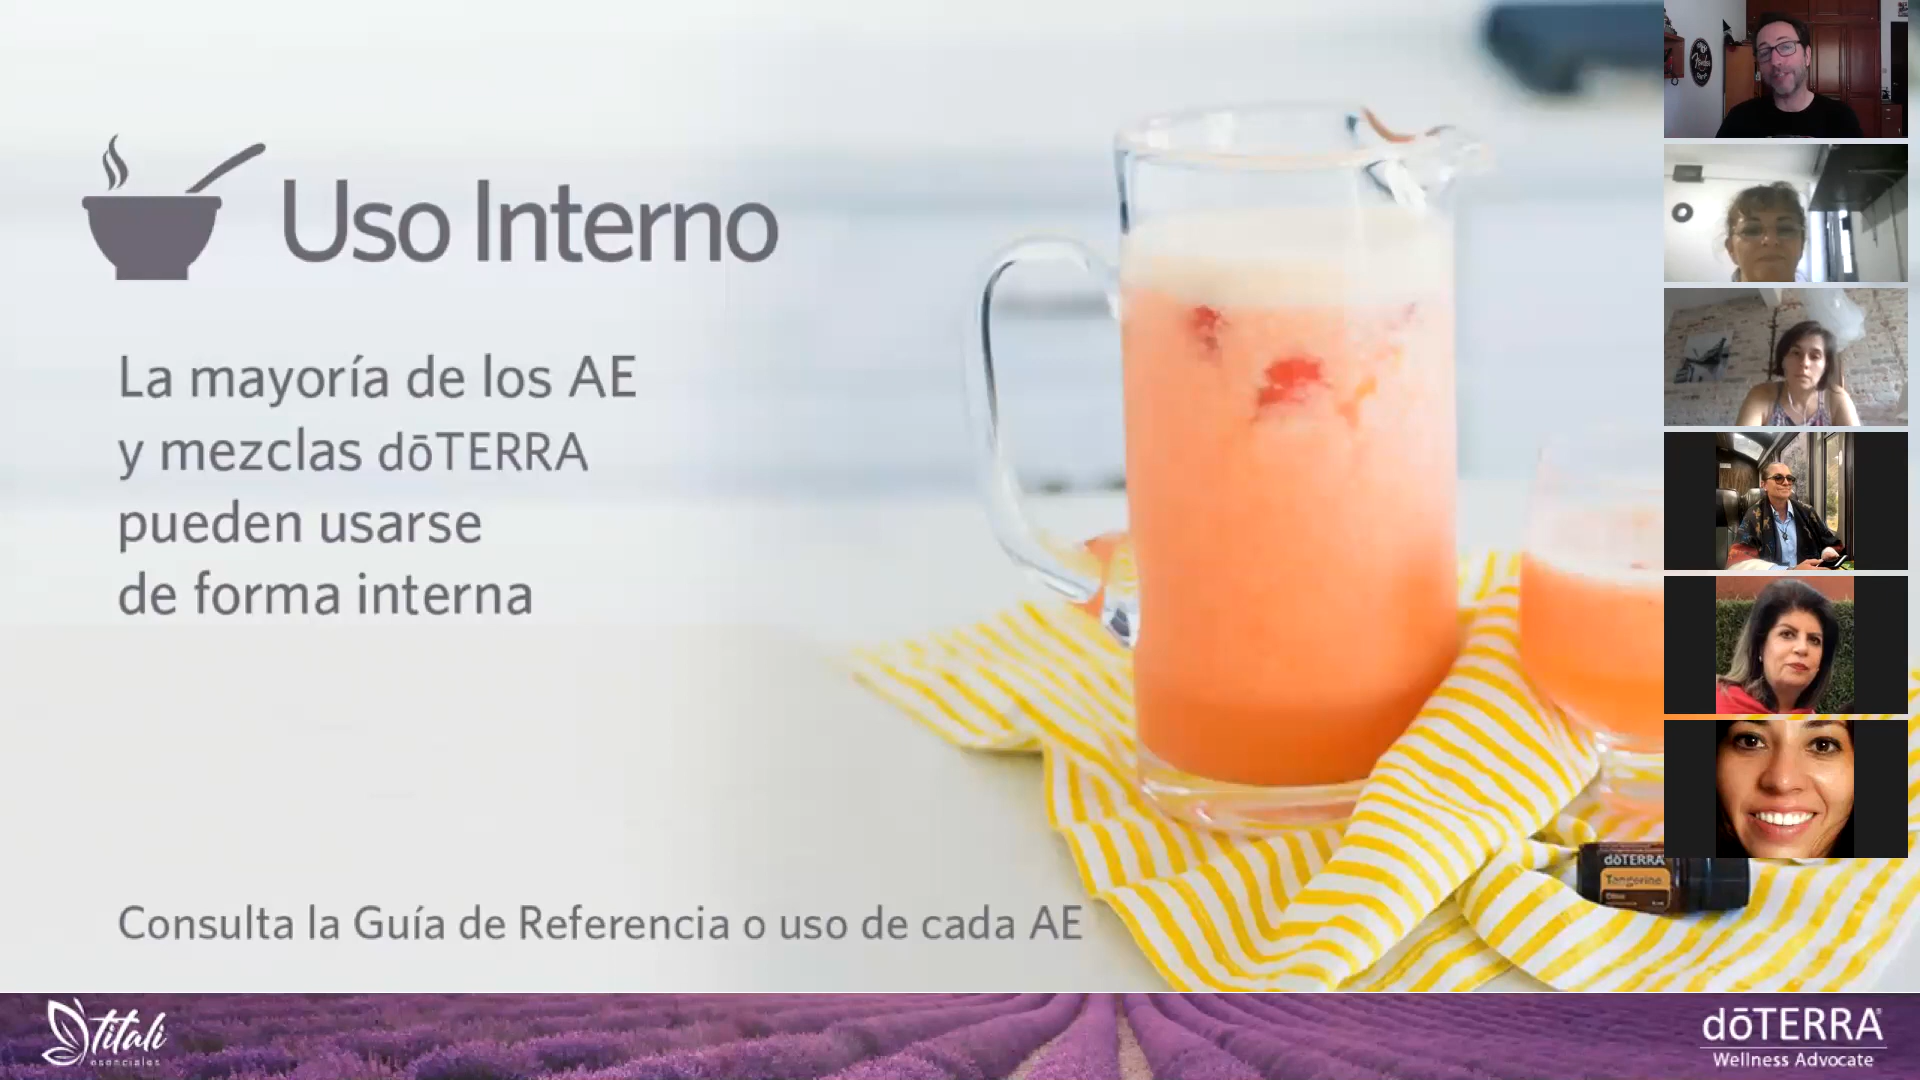 Uso Interno
La mayoría de los AE
y mezclas dōTERRA
pueden usarse
de forma interna
Consulta la Guía de Referencia o uso de cada AE
dōTERRA
Tangerine
titali
esenciales
dōTERRA
Wellness Advocate